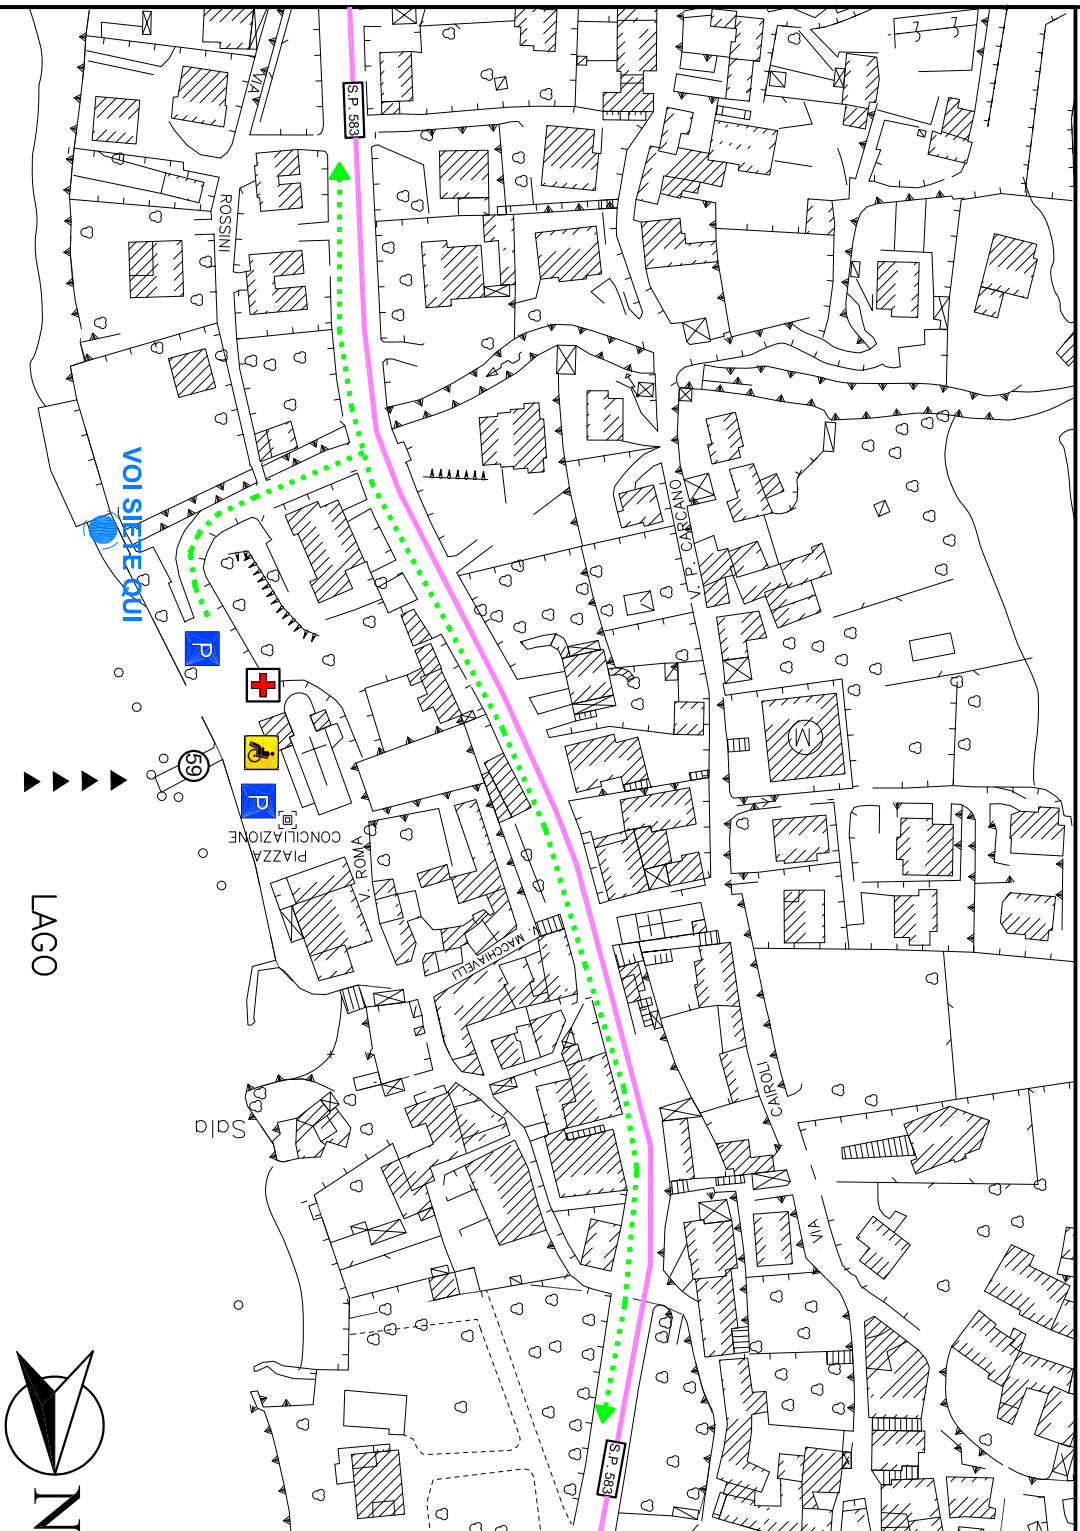 S.P. 583
VIA
ROSSINI
VOI SIETE QUI
V. P. CARCANO
P
M
59
P
PIAZZA
CONCILIAZIONE
V. ROMA
V. MACCHIAVELLI
LAGO
CAIROLI
Sala
VIA
S.P. 583
N